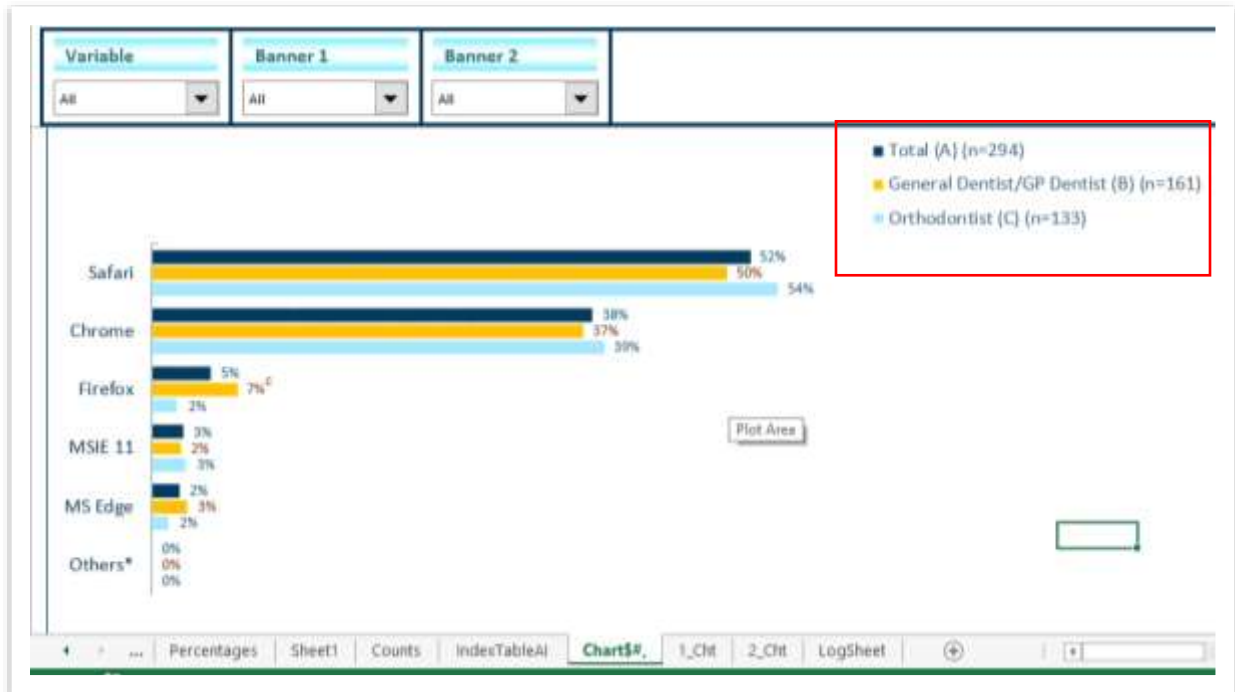 Variable Banner 1 Banner 2
All All All
Total (A) (n=294)
General Dentist/GP Dentist (B) (n=161)
Orthodontist (C) (n=133)
Safari
52%
50%
54%
Chrome
38%
37%
39%
Firefox
5%
7%C
2%
MSIE 11
3%
2%
3%
Plot Area
MS Edge
2%
3%
2%
Others*
0%
0%
0%
... Percentages Sheet1 Counts IndexTableAl Chart$#, 1_Cht 2_Cht LogSheet